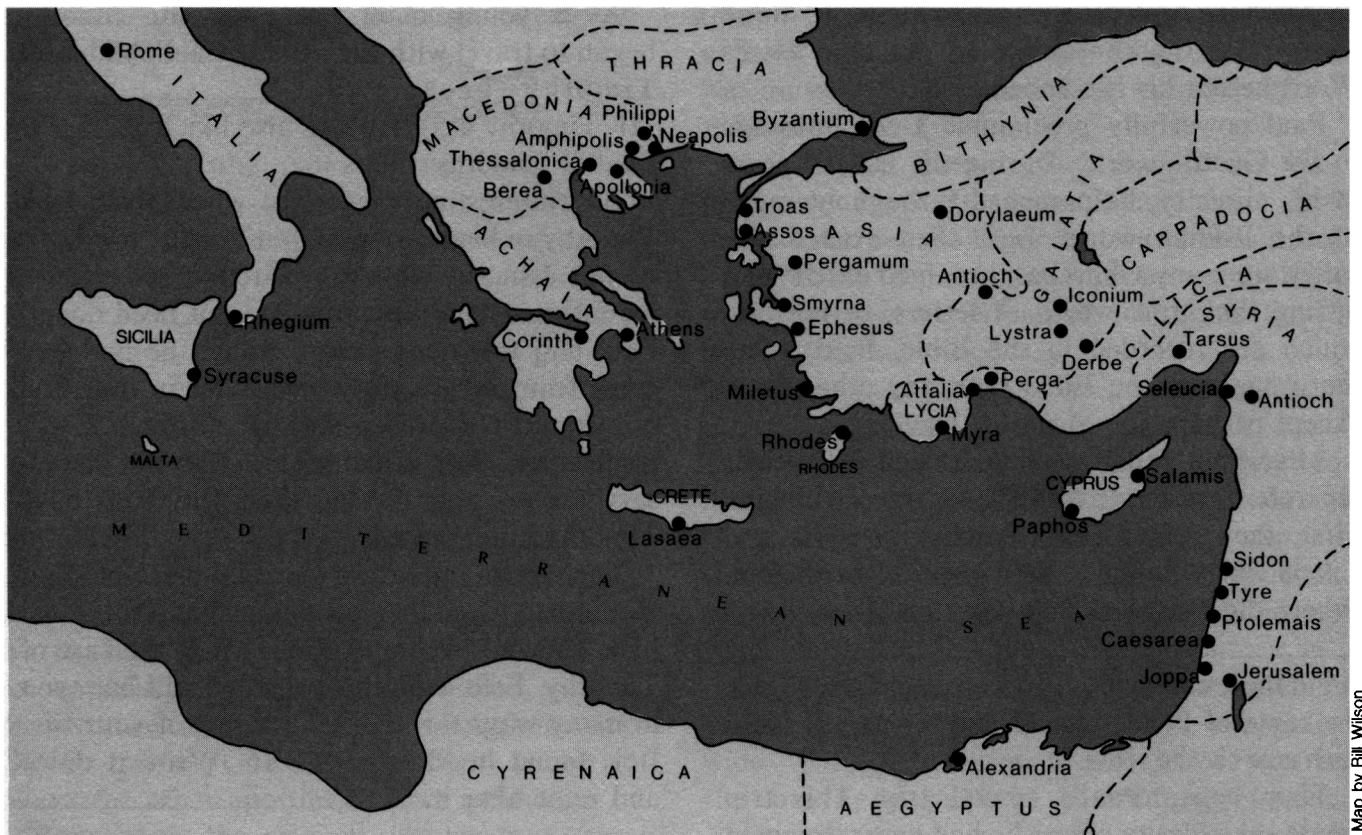 Rome
ITALIA
THRACIA
MACEDONIA
Philippi
Neapolis
Amphipolis
Byzantium
Thessalonica
Apollonia
Berea
BITHYNIA
GALATIA
CAPPADOCIA
Troas
Assos
ASIA
Dorylaeum
ACHAIA
Pergamum
Antioch
Iconium
CILICIA
SYRIA
Smyrna
Ephesus
Lystra
Derbe
Tarsus
SICILIA
Rhegium
Syracuse
Corinth
Athens
Miletus
Attalia
Perga
LYCIA
Myra
Seleucia
Antioch
MALTA
Rhodes
RHODES
CYPRUS
Salamis
Paphos
CRETE
Lasaea
MEDITERRANEAN SEA
Sidon
Tyre
Ptolemais
Caesarea
Joppa
Jerusalem
CYRENAICA
Alexandria
AEGYPTUS
Map by Bill Wilson